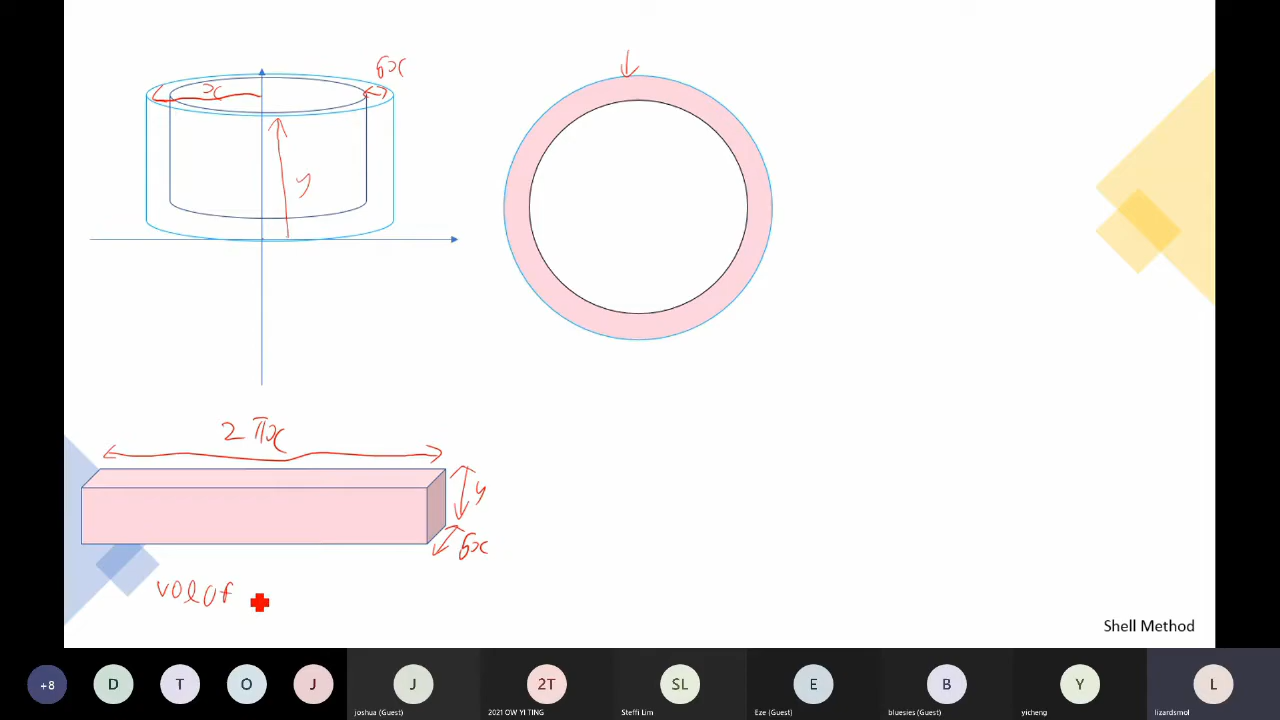 δx
x
y
2πx
y
δx
vol of
Shell Method
+8
D
T
O
J
J
2T
SL
E
B
Y
L
joshua (Guest)
2021 OW YI TING
Steffi Lim
Eze (Guest)
bluesies (Guest)
yicheng
lizardsmol